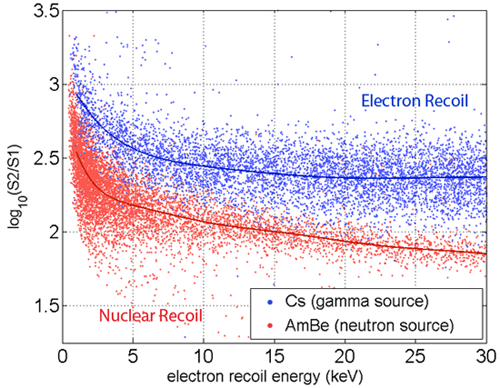 3.5
3
2.5
2
1.5
log10(S2/S1)
Electron Recoil
Nuclear Recoil
Cs (gamma source)
AmBe (neutron source)
0 5 10 15 20 25 30
electron recoil energy (keV)